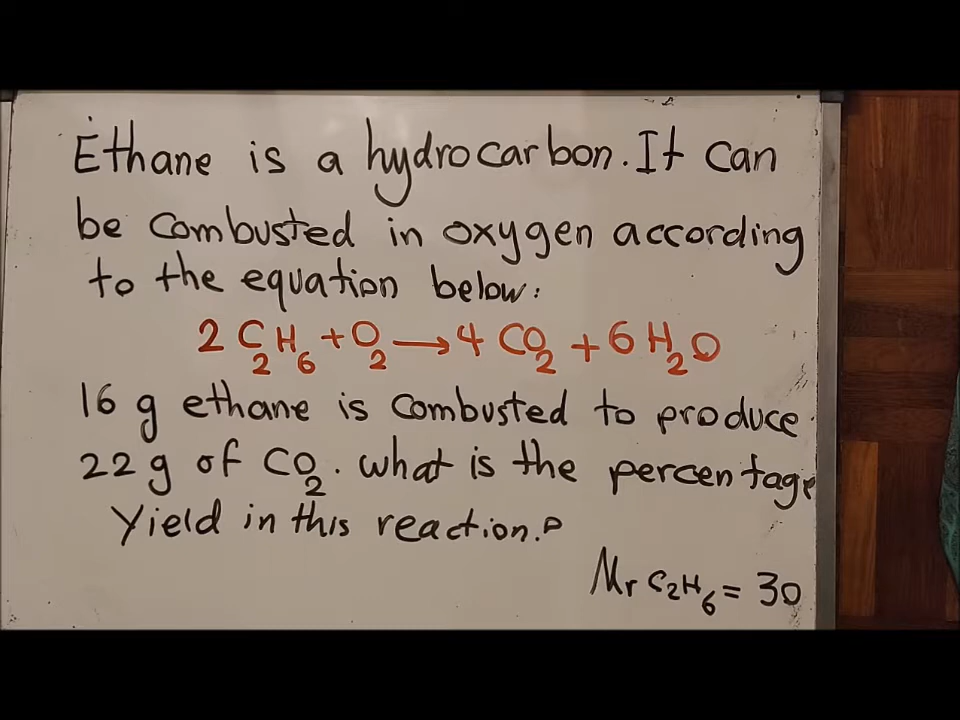 Ethane is a hydrocarbon. It can
be combusted in oxygen according
to the equation below:
2 C₂H₆ + O₂ → 4 CO₂ + 6 H₂O
16 g ethane is combusted to produce
22 g of CO₂. what is the percentage
Yield in this reaction.?
Mr C₂H₆ = 30